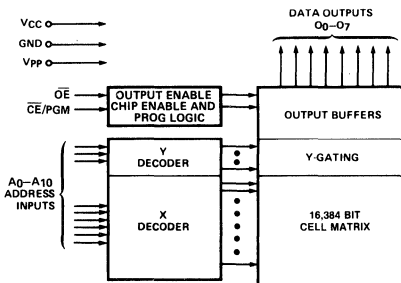 VCC
GND
VPP
DATA OUTPUTS
O0–O7
OE
CE/PGM
OUTPUT ENABLE
CHIP ENABLE AND
PROG LOGIC
OUTPUT BUFFERS
A0–A10
ADDRESS
INPUTS
Y
DECODER
Y-GATING
X
DECODER
16,384 BIT
CELL MATRIX